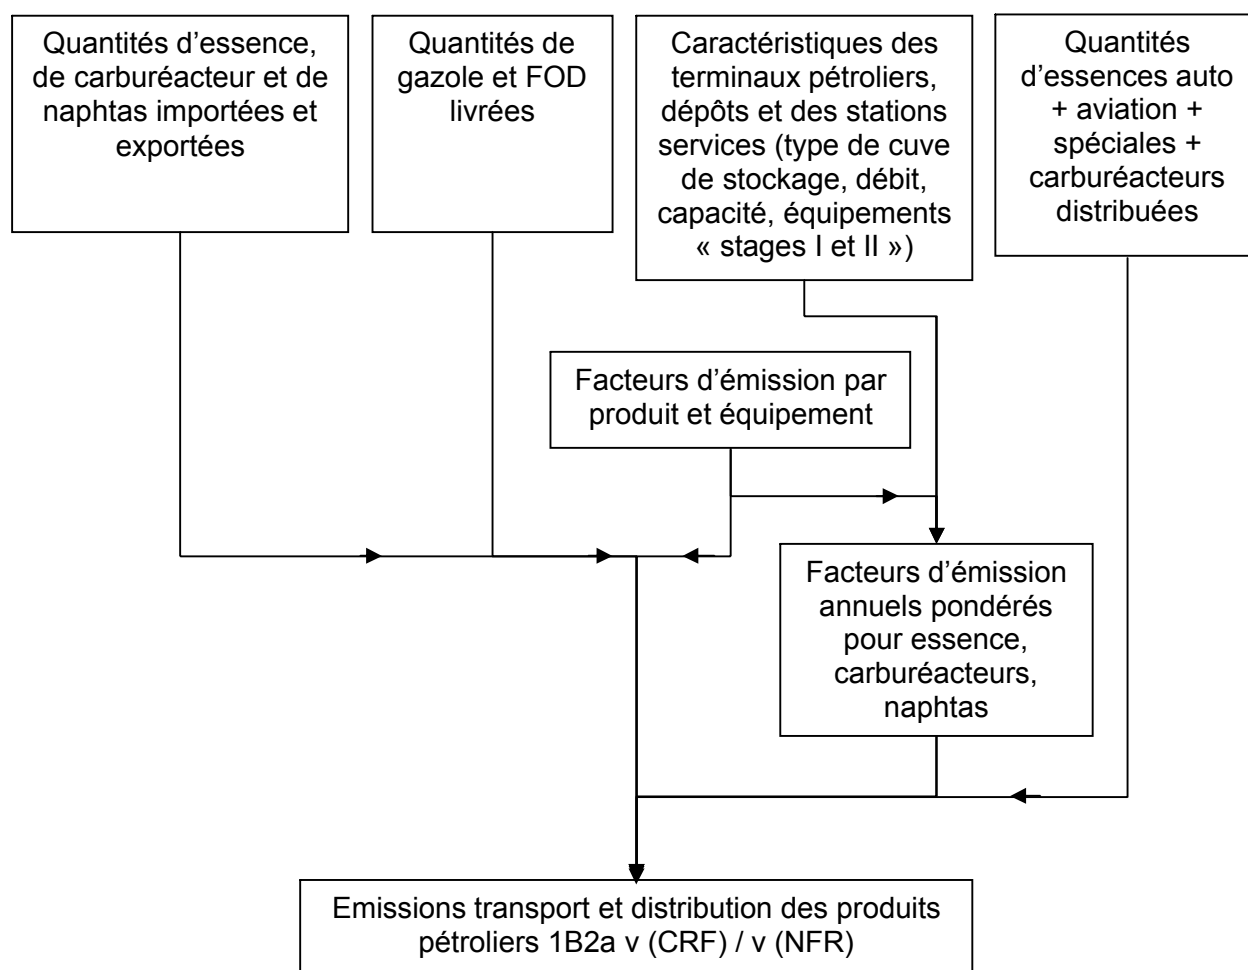 Quantités d’essence,
de carburéacteur et de
naphtas importées et
exportées
Quantités de
gazole et FOD
livrées
Caractéristiques des
terminaux pétroliers,
dépôts et des stations
services (type de cuve
de stockage, débit,
capacité, équipements
« stages I et II »)
Quantités
d’essences auto
+ aviation +
spéciales +
carburéacteurs
distribuées
Facteurs d’émission par
produit et équipement
Facteurs d’émission
annuels pondérés
pour essence,
carburéacteurs,
naphtas
Emissions transport et distribution des produits
pétroliers 1B2a v (CRF) / v (NFR)